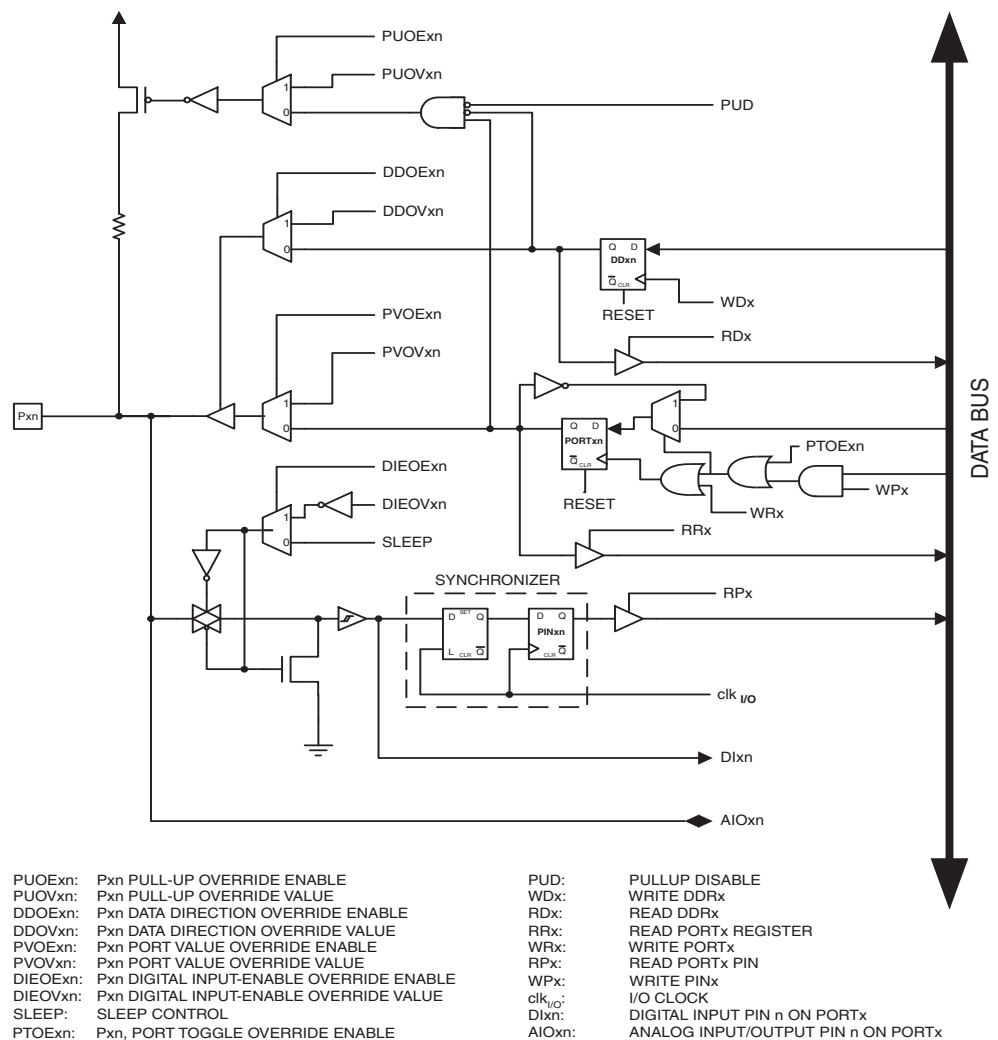 PUOExn
PUOVxn
1
0
PUD
DDOExn
DDOVxn
1
0
Q D
DDxn
Q CLR
WDx
RESET
RDx
PVOExn
PVOVxn
Pxn
1
0
1
0
Q D
PORTxn
Q CLR
RESET
PTOExn
WPx
WRx
RRx
DATA BUS
DIEOExn
DIEOVxn
1
0
SLEEP
SYNCHRONIZER
D SET Q
L CLR Q
D Q
PINxn
CLR Q
RPx
clk I/O
DIxn
AIOxn
PUOExn: Pxn PULL-UP OVERRIDE ENABLE
PUOVxn: Pxn PULL-UP OVERRIDE VALUE
DDOExn: Pxn DATA DIRECTION OVERRIDE ENABLE
DDOVxn: Pxn DATA DIRECTION OVERRIDE VALUE
PVOExn: Pxn PORT VALUE OVERRIDE ENABLE
PVOVxn: Pxn PORT VALUE OVERRIDE VALUE
DIEOExn: Pxn DIGITAL INPUT-ENABLE OVERRIDE ENABLE
DIEOVxn: Pxn DIGITAL INPUT-ENABLE OVERRIDE VALUE
SLEEP: SLEEP CONTROL
PTOExn: Pxn, PORT TOGGLE OVERRIDE ENABLE
PUD: PULLUP DISABLE
WDx: WRITE DDRx
RDx: READ DDRx
RRx: READ PORTx REGISTER
WRx: WRITE PORTx
RPx: READ PORTx PIN
WPx: WRITE PINx
clkI/O: I/O CLOCK
DIxn: DIGITAL INPUT PIN n ON PORTx
AIOxn: ANALOG INPUT/OUTPUT PIN n ON PORTx